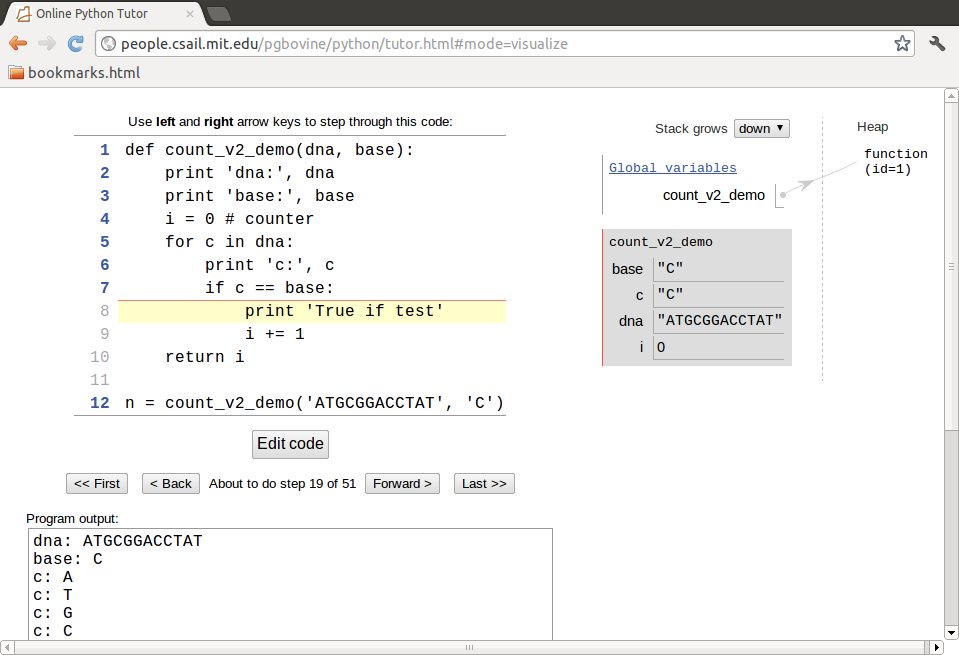 Online Python Tutor
people.csail.mit.edu/pgbovine/python/tutor.html#mode=visualize
bookmarks.html
Use left and right arrow keys to step through this code:
1 def count_v2_demo(dna, base):
2     print 'dna:', dna
3     print 'base:', base
4     i = 0 # counter
5     for c in dna:
6         print 'c:', c
7         if c == base:
8             print 'True if test'
9             i += 1
10     return i
11
12 n = count_v2_demo('ATGCGGACCTAT', 'C')
Edit code
<< First < Back About to do step 19 of 51 Forward > Last >>
Program output:
dna: ATGCGGACCTAT
base: C
c: A
c: T
c: G
c: C
Stack grows down
Global variables
count_v2_demo
count_v2_demo
base "C"
c "C"
dna "ATGCGGACCTAT"
i 0
Heap
function
(id=1)